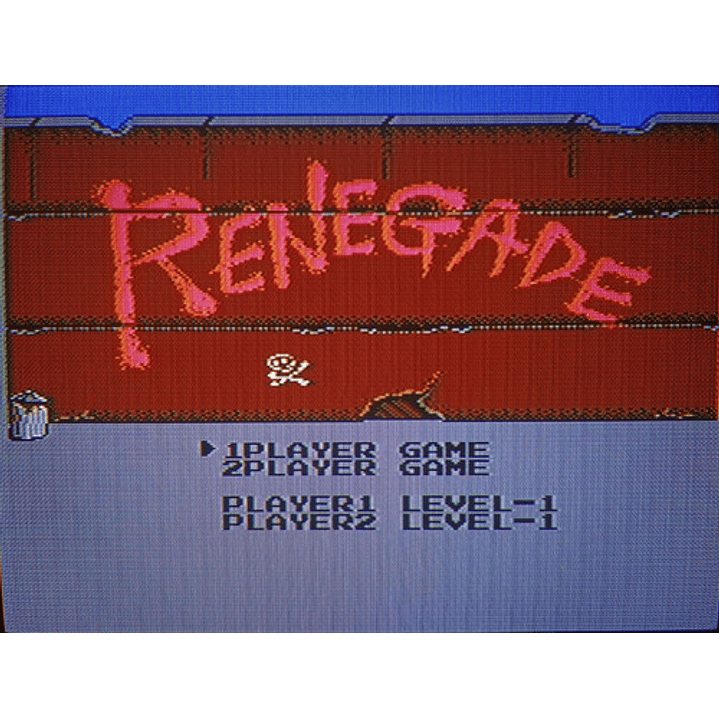 RENEGADE
1PLAYER GAME
2PLAYER GAME
PLAYER1 LEVEL-1
PLAYER2 LEVEL-1